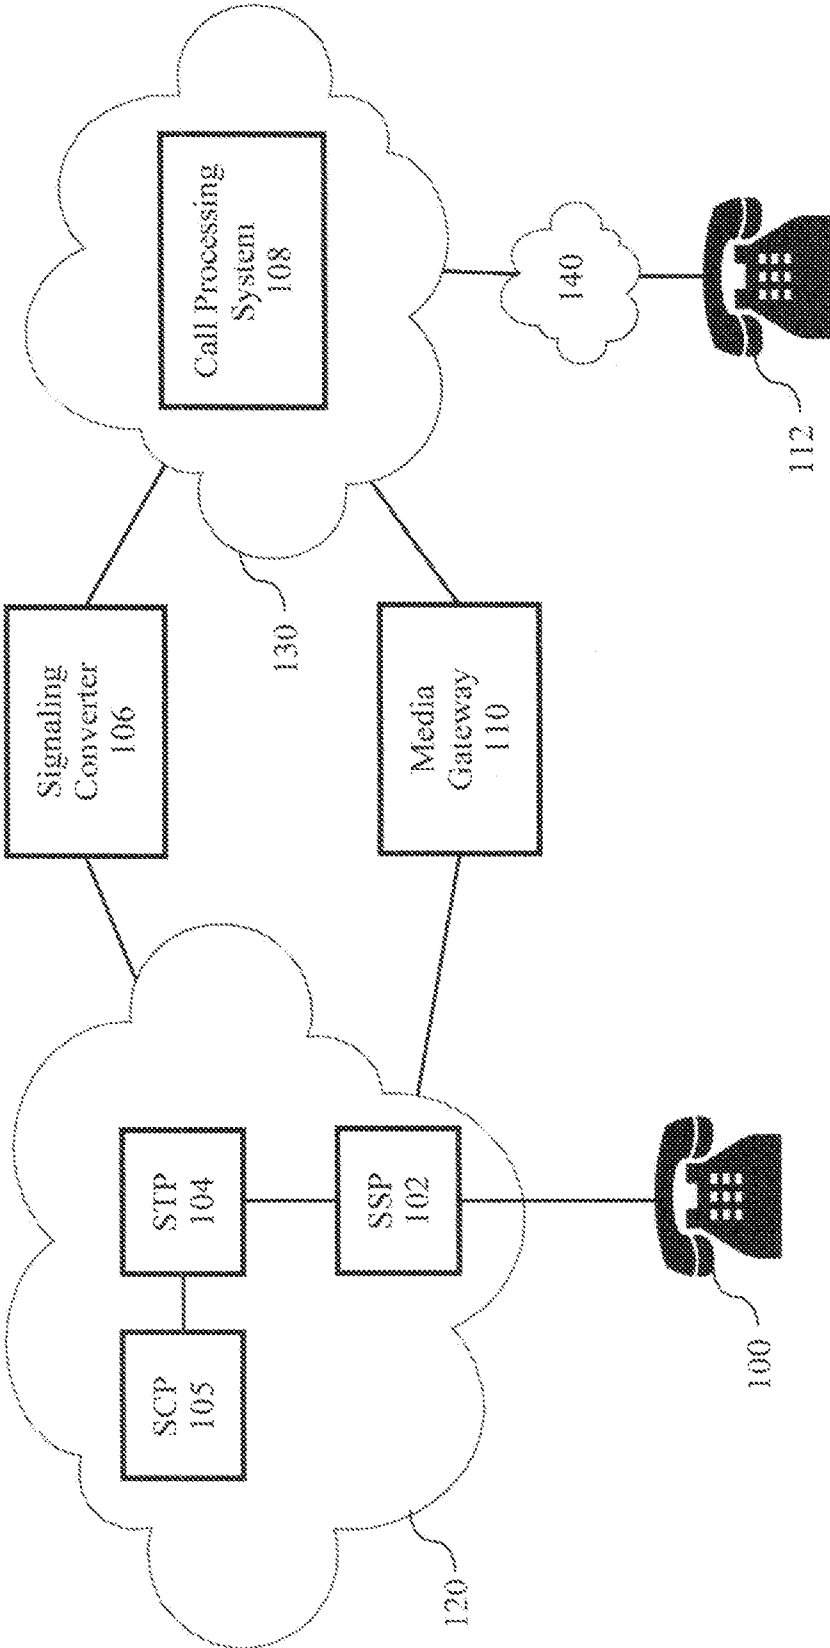 SCP
105
STP
104
SSP
102
120
100
Signaling
Converter
106
Media
Gateway
110
130
Call Processing
System
108
140
112